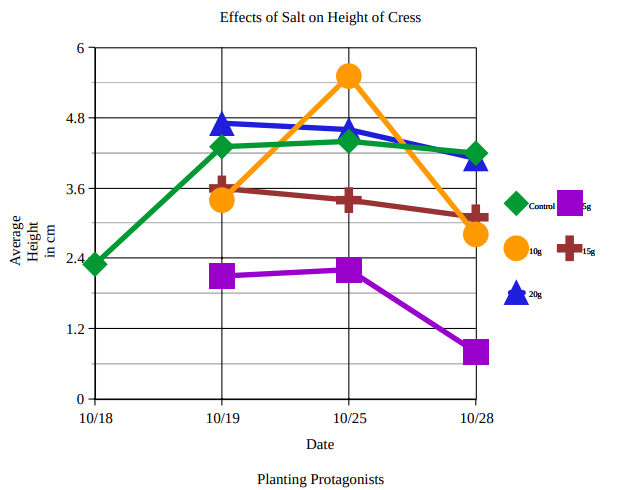 Effects of Salt on Height of Cress
6
4.8
3.6
2.4
1.2
0
Average
Height
in cm
10/18
10/19
10/25
10/28
Date
Planting Protagonists
Control
5g
10g
15g
20g